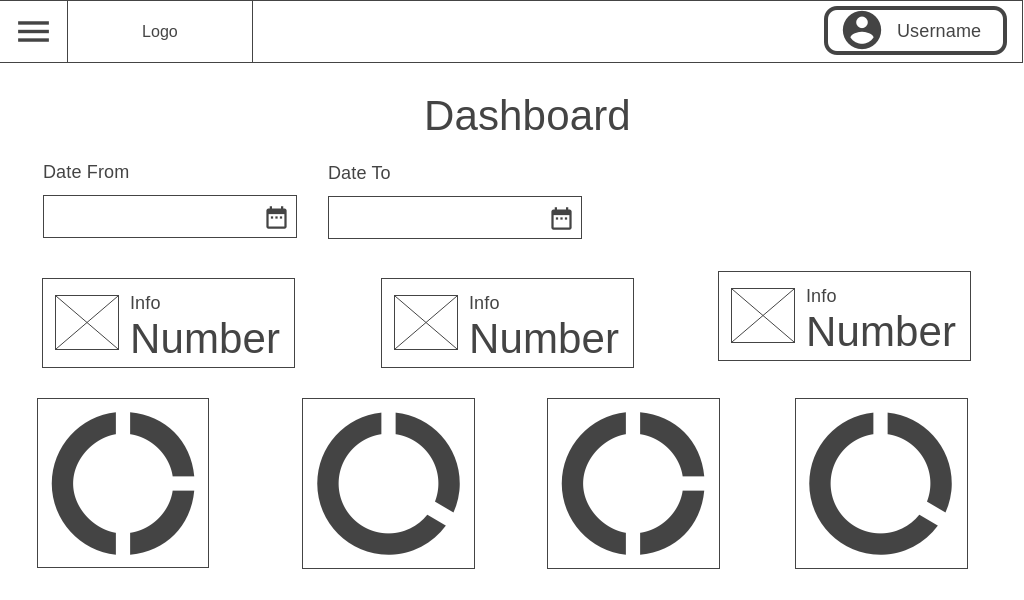 Logo
Username
Dashboard
Date From
Date To
Info
Number
Info
Number
Info
Number